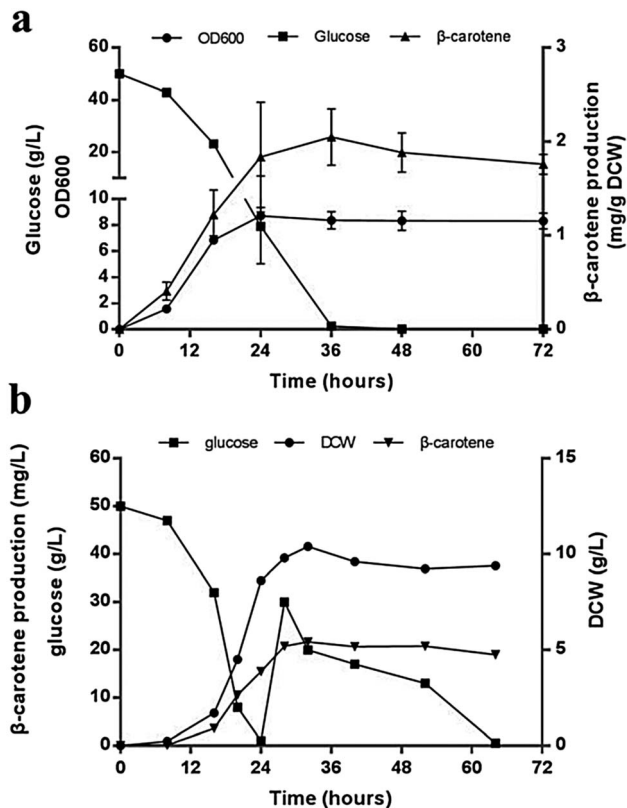 a
OD600 Glucose β-carotene
60
40
20
10
8
6
4
2
0
Glucose (g/L)
OD600
3
2
1
0
β-carotene production
(mg/g DCW)
0 12 24 36 48 60 72
Time (hours)
b
glucose DCW β-carotene
60
50
40
30
20
10
0
β-carotene production (mg/L)
glucose (g/L)
15
10
5
0
DCW (g/L)
0 12 24 36 48 60 72
Time (hours)